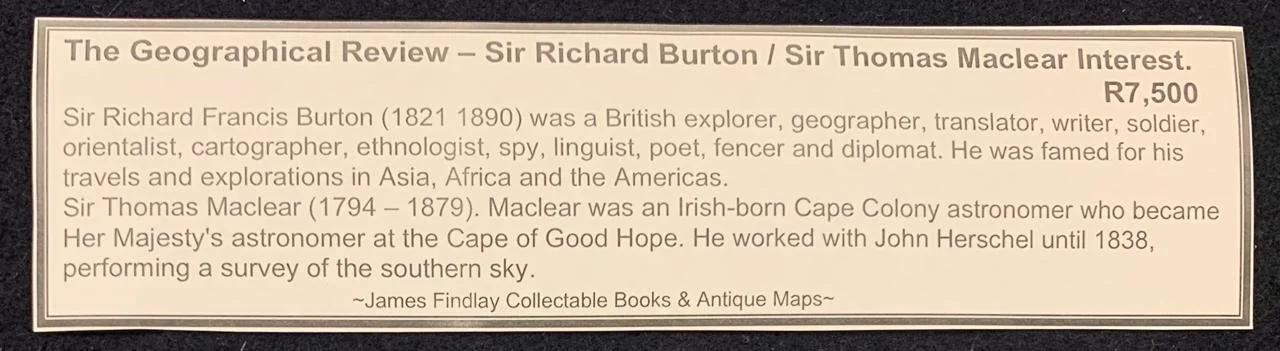 The Geographical Review – Sir Richard Burton / Sir Thomas Maclear Interest.
R7,500
Sir Richard Francis Burton (1821 1890) was a British explorer, geographer, translator, writer, soldier,
orientalist, cartographer, ethnologist, spy, linguist, poet, fencer and diplomat. He was famed for his
travels and explorations in Asia, Africa and the Americas.
Sir Thomas Maclear (1794 – 1879). Maclear was an Irish-born Cape Colony astronomer who became
Her Majesty's astronomer at the Cape of Good Hope. He worked with John Herschel until 1838,
performing a survey of the southern sky.
~James Findlay Collectable Books & Antique Maps~